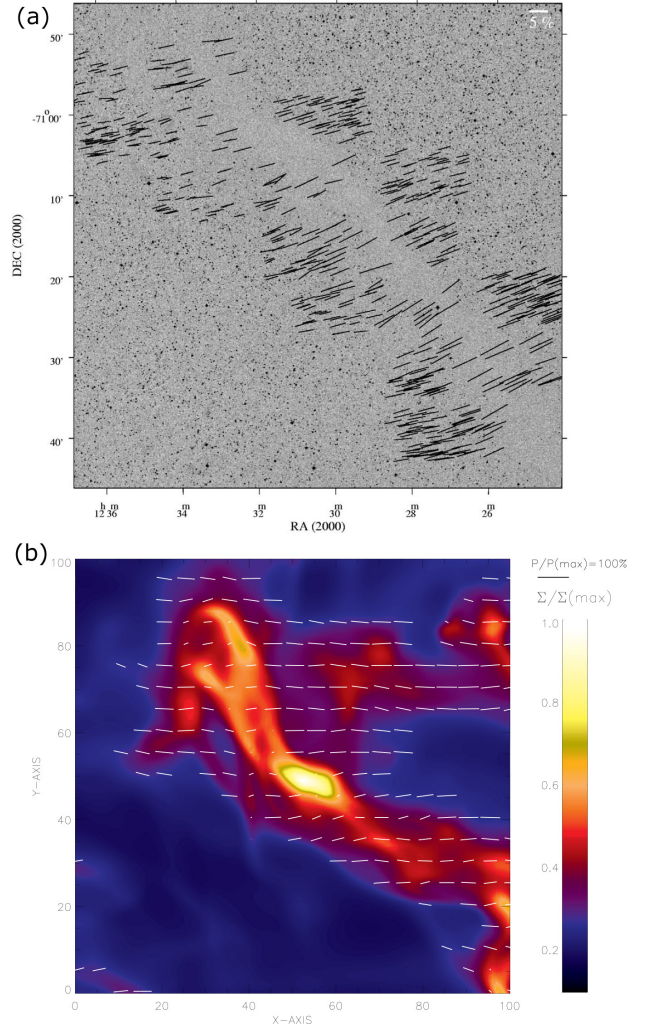 (a)
5 %
50'
-71° 00'
10'
20'
30'
40'
DEC (2000)
12ʰ 36ᵐ
34ᵐ
32ᵐ
30ᵐ
28ᵐ
26ᵐ
RA (2000)
(b)
P/P(max)=100%
Σ/Σ(max)
100
80
60
40
20
0
Y-AXIS
0
20
40
60
80
100
X-AXIS
1.0
0.8
0.6
0.4
0.2